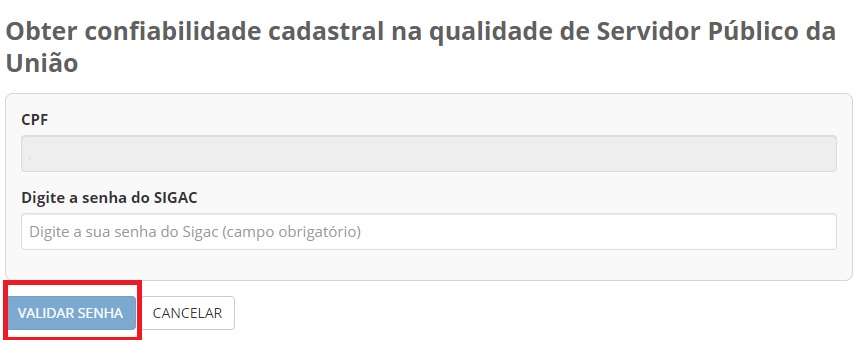 Obter confiabilidade cadastral na qualidade de Servidor Público da
União
CPF
Digite a senha do SIGAC
Digite a sua senha do Sigac (campo obrigatório)
VALIDAR SENHA CANCELAR